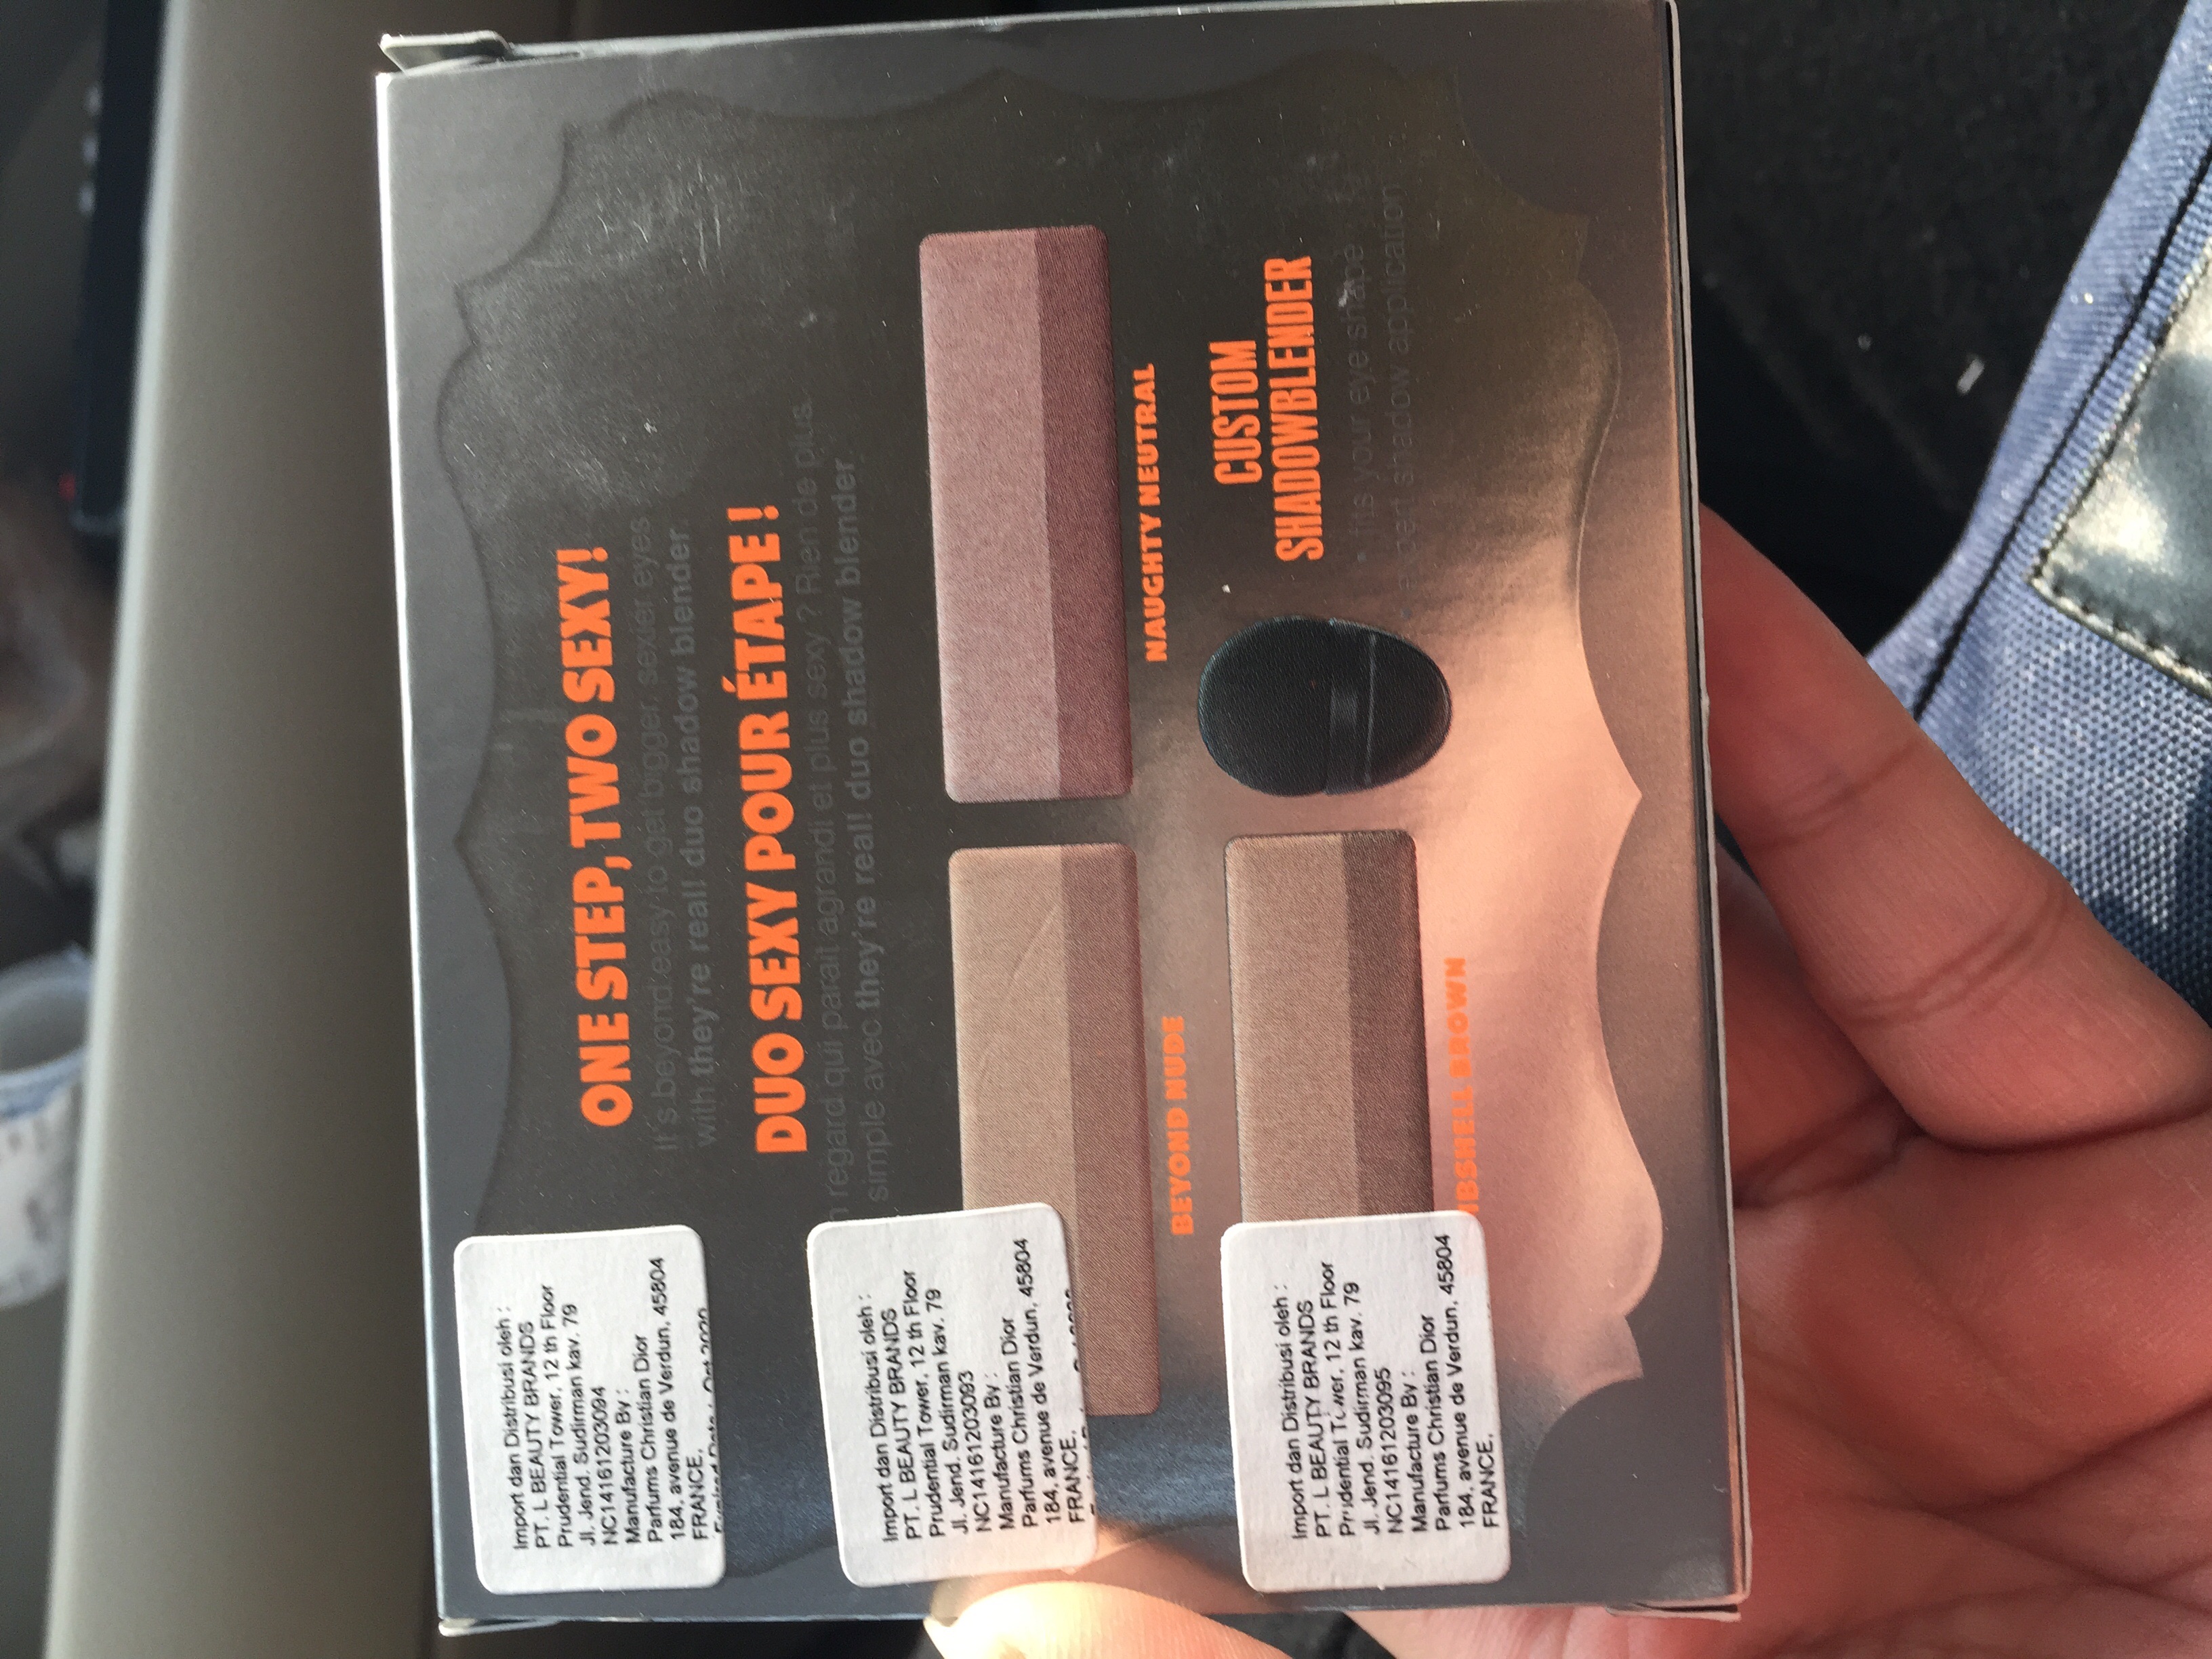 ONE STEP, TWO SEXY!
It's beyond easy to get bigger, sexier eyes
with they're real! duo shadow blender
DUO SEXY POUR ÉTAPE !
regard qui parait agrandi et plus sexy ? Rien de plus
simple avec they're real! duo shadow blender
BEYOND NUDE
NAUGHTY NEUTRAL
BROWN
CUSTOM
SHADOWBLENDER
• fits your eye shape
shadow application
Import dan Distribusi oleh :
PT. L BEAUTY BRANDS
Prudential Tower, 12 th Floor
Jl. Jend. Sudirman kav. 79
NC14161203094
Manufacture By :
Parfums Christian Dior
184, avenue de Verdun, 45804
FRANCE.
Expired Date : Oct 2020
Import dan Distribusi oleh :
PT. L BEAUTY BRANDS
Prudential Tower, 12 th Floor
Jl. Jend. Sudirman kav. 79
NC14161203093
Manufacture By :
Parfums Christian Dior
184, avenue de Verdun, 45804
FRANCE.
Import dan Distribusi oleh :
PT. L BEAUTY BRANDS
Prudential Tower, 12 th Floor
Jl. Jend. Sudirman kav. 79
NC14161203095
Manufacture By :
Parfums Christian Dior
184, avenue de Verdun, 45804
FRANCE.